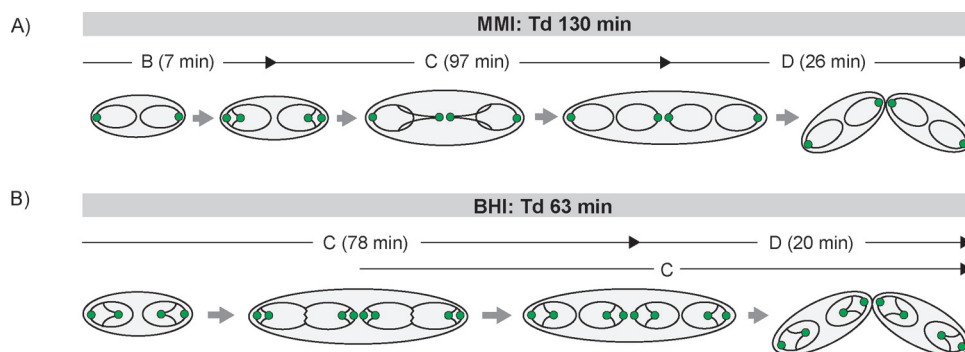 A)
MMI: Td 130 min
B (7 min) C (97 min) D (26 min)
B)
BHI: Td 63 min
C (78 min) D (20 min)
C